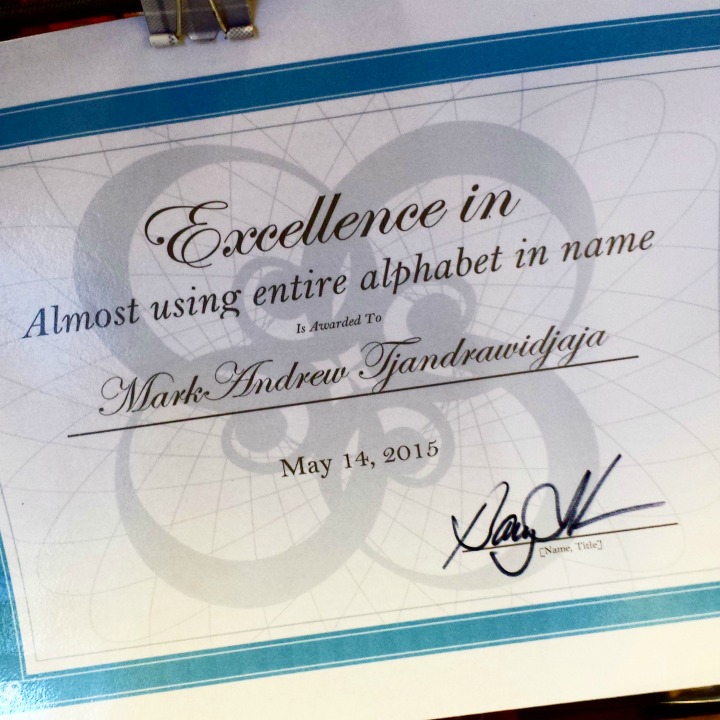 Excellence in
Almost using entire alphabet in name
Is Awarded To
Mark Andrew Tjandrawidjaja
May 14, 2015
[Name, Title]